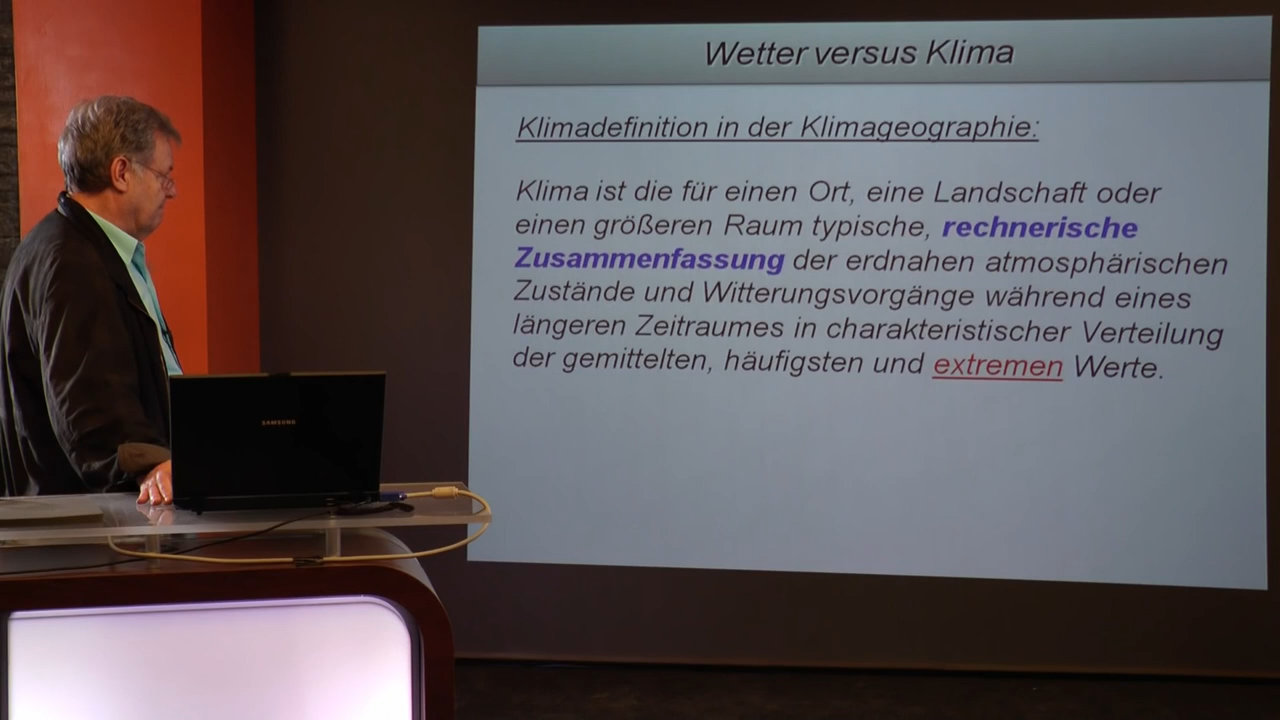 Wetter versus Klima
Klimadefinition in der Klimageographie:
Klima ist die für einen Ort, eine Landschaft oder
einen größeren Raum typische, rechnerische
Zusammenfassung der erdnahen atmosphärischen
Zustände und Witterungsvorgänge während eines
längeren Zeitraumes in charakteristischer Verteilung
der gemittelten, häufigsten und extremen Werte.
SAMSUNG